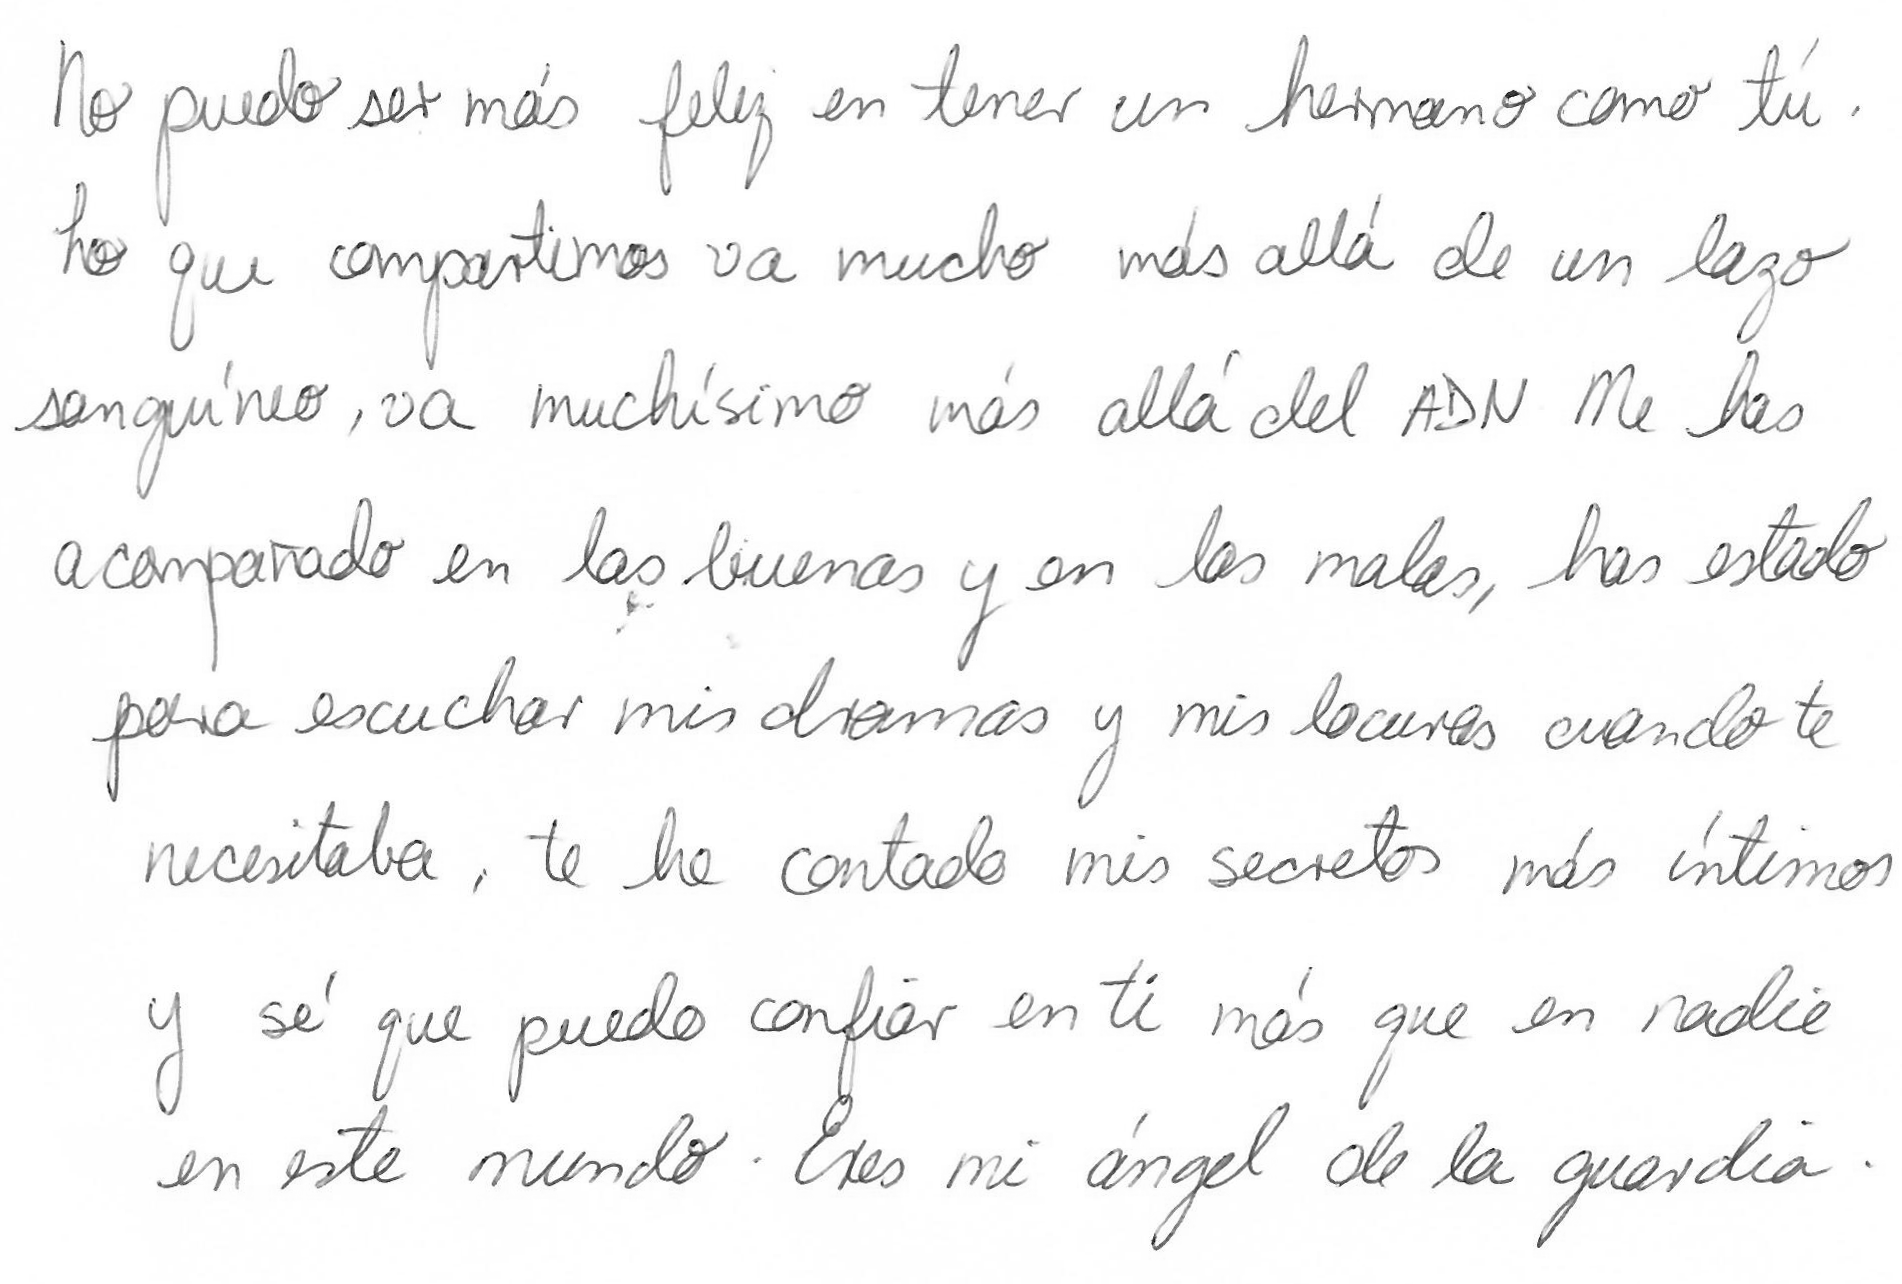 No puedo ser más feliz en tener un hermano como tú.
Lo que compartimos va mucho más allá de un lazo
sanguíneo, va muchísimo más allá del ADN Me has
acompañado en las buenas y en las malas, has estado
para escuchar mis dramas y mis locuras cuando te
necesitaba, te he contado mis secretos más íntimos
y sé que puedo confiar en ti más que en nadie
en este mundo. Eres mi ángel de la guardia.